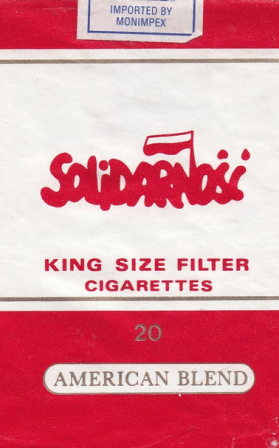 IMPORTED BY
MONIMPEX
SOLiDARNOŚĆ
KING SIZE FILTER
CIGARETTES
20
AMERICAN BLEND